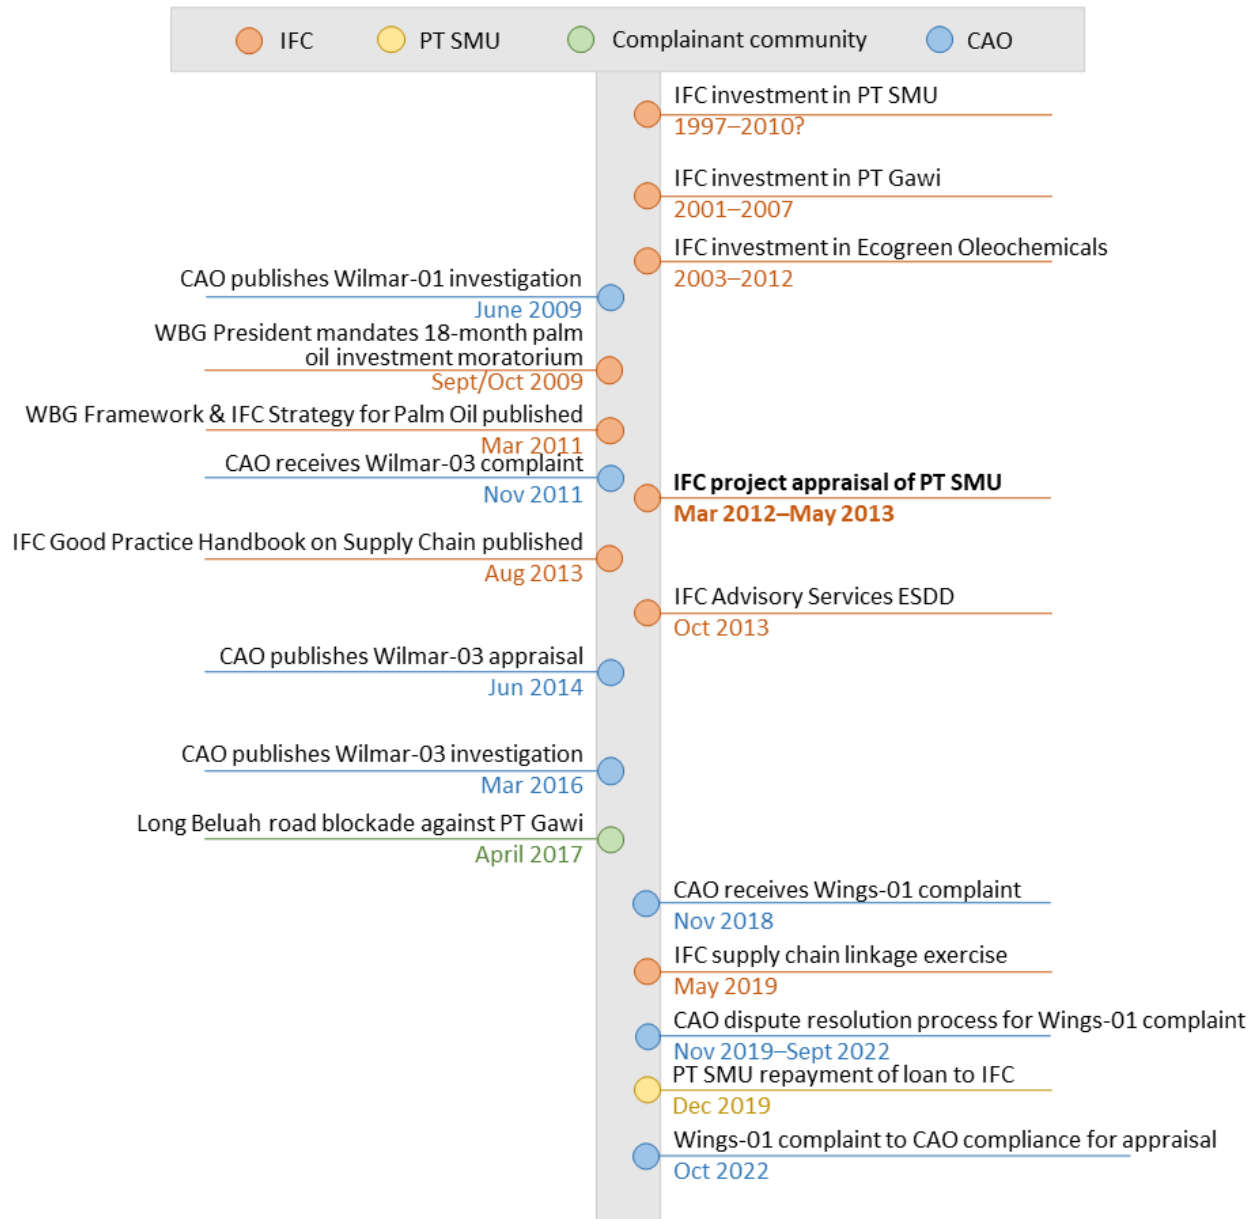 IFC
PT SMU
Complainant community
CAO
IFC investment in PT SMU
1997–2010?
IFC investment in PT Gawi
2001–2007
IFC investment in Ecogreen Oleochemicals
2003–2012
CAO publishes Wilmar-01 investigation
June 2009
WBG President mandates 18-month palm
oil investment moratorium
Sept/Oct 2009
WBG Framework & IFC Strategy for Palm Oil published
Mar 2011
CAO receives Wilmar-03 complaint
Nov 2011
IFC project appraisal of PT SMU
Mar 2012–May 2013
IFC Good Practice Handbook on Supply Chain published
Aug 2013
IFC Advisory Services ESDD
Oct 2013
CAO publishes Wilmar-03 appraisal
Jun 2014
CAO publishes Wilmar-03 investigation
Mar 2016
Long Beluah road blockade against PT Gawi
April 2017
CAO receives Wings-01 complaint
Nov 2018
IFC supply chain linkage exercise
May 2019
CAO dispute resolution process for Wings-01 complaint
Nov 2019–Sept 2022
PT SMU repayment of loan to IFC
Dec 2019
Wings-01 complaint to CAO compliance for appraisal
Oct 2022